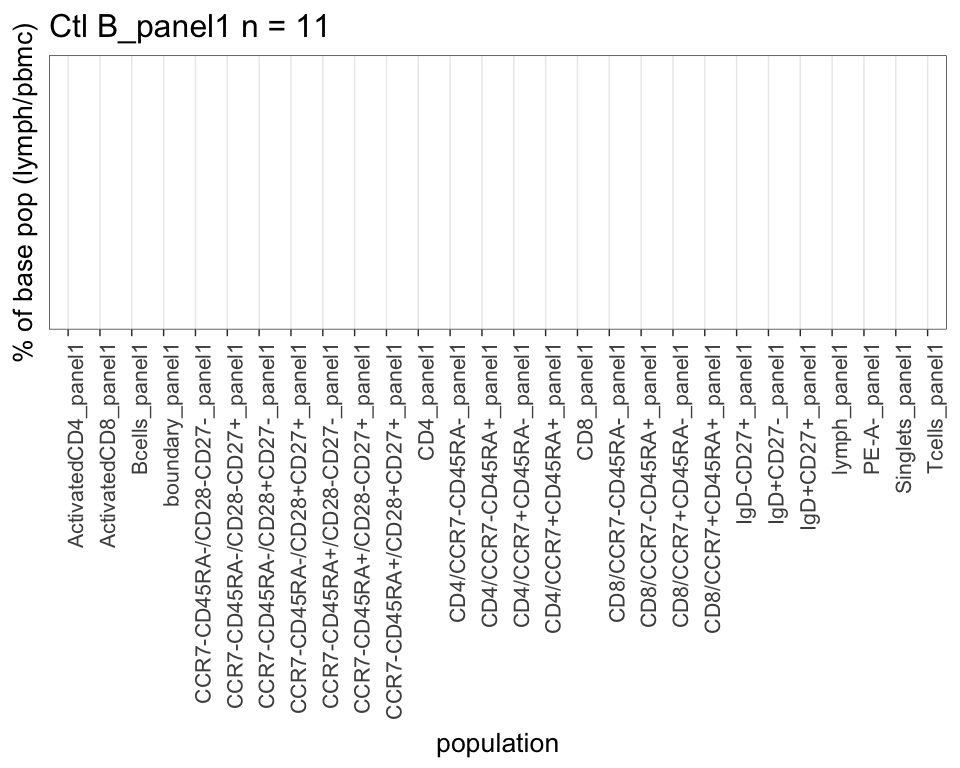 Ctl B_panel1 n = 11
% of base pop (lymph/pbmc)
ActivatedCD4_panel1
ActivatedCD8_panel1
Bcells_panel1
boundary_panel1
CCR7-CD45RA-/CD28-CD27-_panel1
CCR7-CD45RA-/CD28-CD27+_panel1
CCR7-CD45RA-/CD28+CD27-_panel1
CCR7-CD45RA-/CD28+CD27+_panel1
CCR7-CD45RA+/CD28-CD27-_panel1
CCR7-CD45RA+/CD28-CD27+_panel1
CCR7-CD45RA+/CD28+CD27+_panel1
CD4_panel1
CD4/CCR7-CD45RA-_panel1
CD4/CCR7-CD45RA+_panel1
CD4/CCR7+CD45RA-_panel1
CD4/CCR7+CD45RA+_panel1
CD8_panel1
CD8/CCR7-CD45RA-_panel1
CD8/CCR7-CD45RA+_panel1
CD8/CCR7+CD45RA-_panel1
CD8/CCR7+CD45RA+_panel1
IgD-CD27+_panel1
IgD+CD27-_panel1
IgD+CD27+_panel1
lymph_panel1
PE-A-_panel1
Singlets_panel1
Tcells_panel1
population